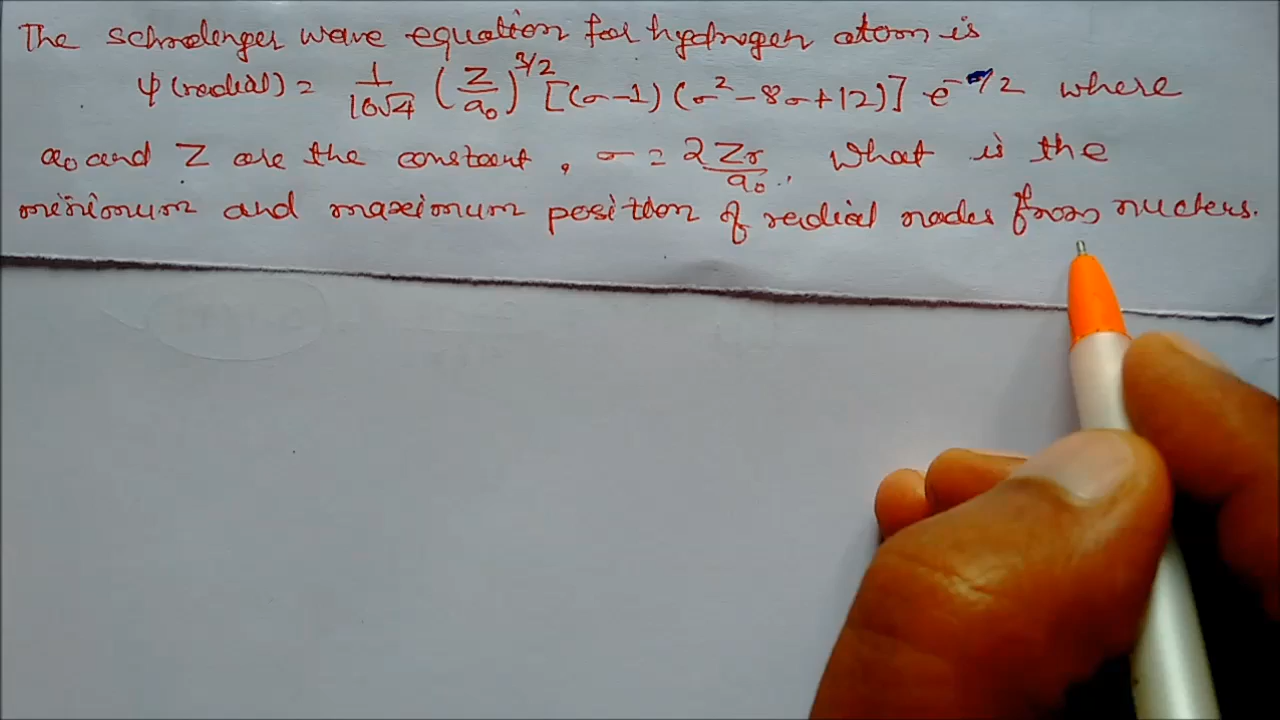 The schrodenger wave equation for hydrogen atom is
ψ(radial) = 1/16√4 (Z/a₀)^3/2 [(σ-1)(σ²-8σ+12)] e^-σ/2 where
a₀ and Z are the constant, σ = 2Zr/a₀. What is the
minimum and maximum position of radial nodes from nucleus.